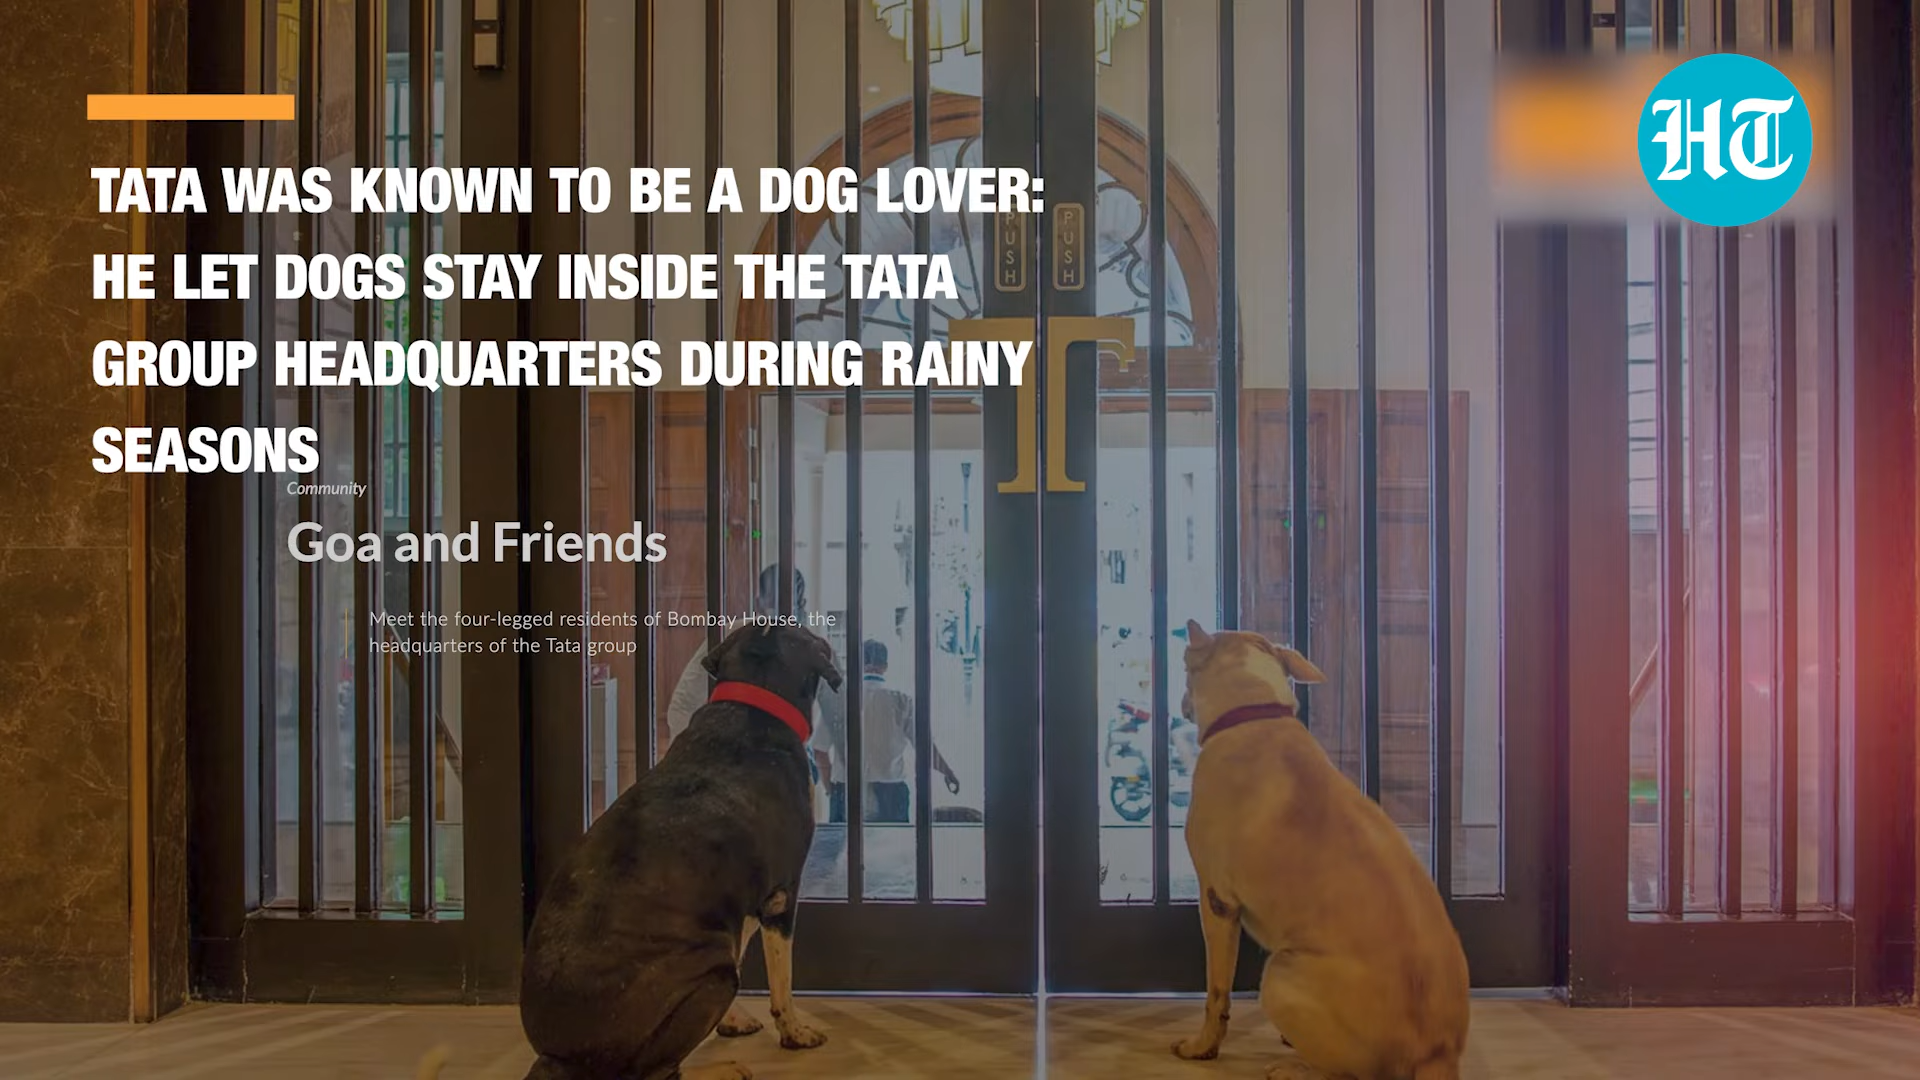 TATA WAS KNOWN TO BE A DOG LOVER:
HE LET DOGS STAY INSIDE THE TATA
GROUP HEADQUARTERS DURING RAINY
SEASONS
HT
PUSH
PUSH
T
Community
Goa and Friends
Meet the four-legged residents of Bombay House, the
headquarters of the Tata group